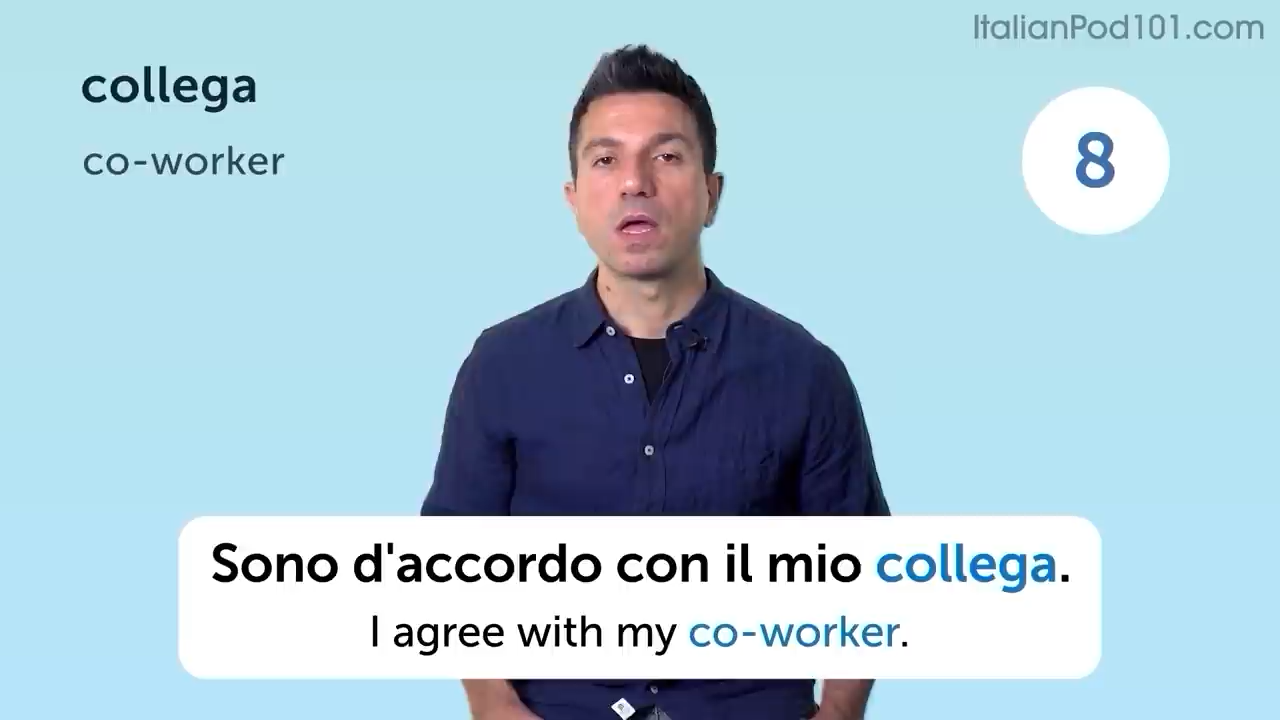 ItalianPod101.com
collega
co-worker
8
Sono d'accordo con il mio collega.
I agree with my co-worker.